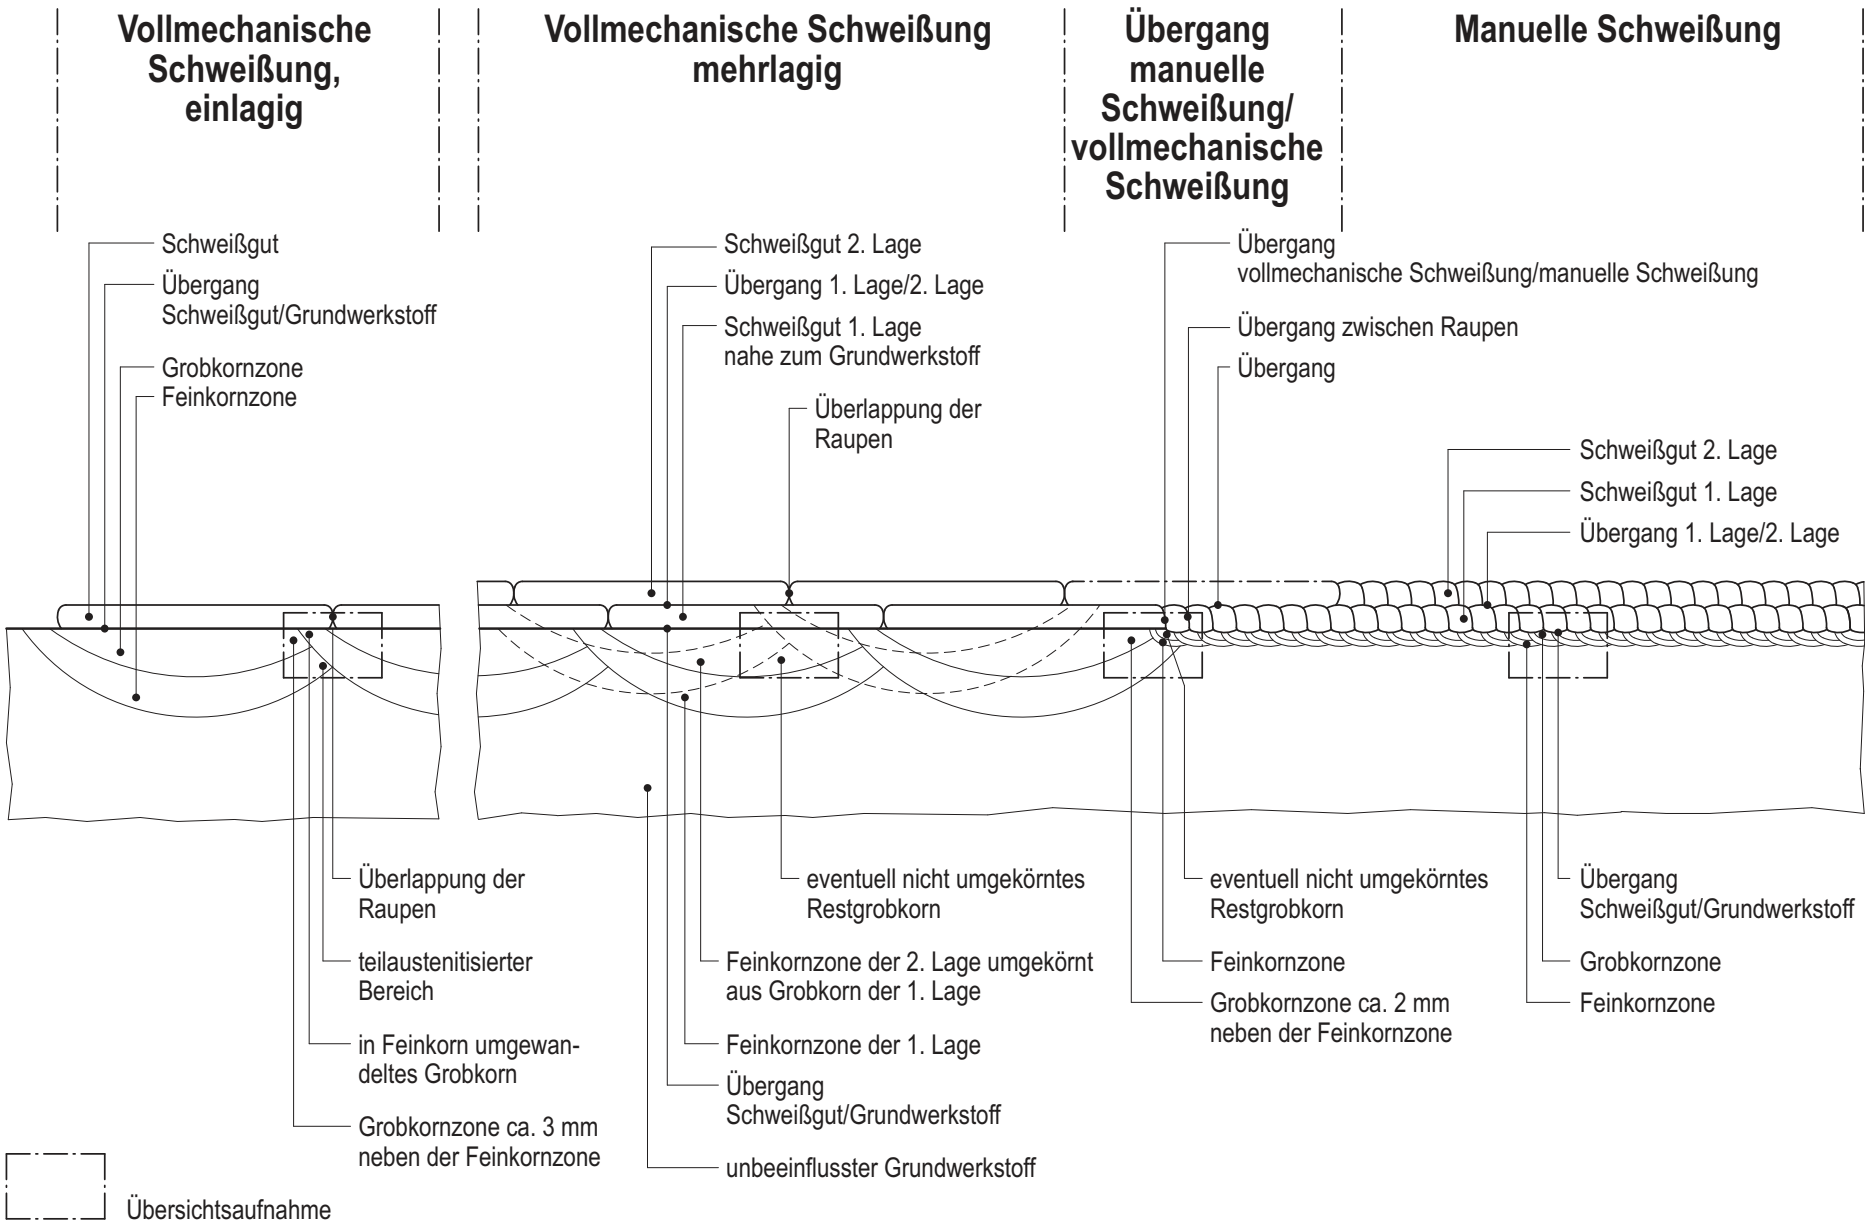 Vollmechanische
Schweißung,
einlagig
Vollmechanische Schweißung
mehrlagig
Übergang
manuelle
Schweißung/
vollmechanische
Schweißung
Manuelle Schweißung
Schweißgut
Übergang
Schweißgut/Grundwerkstoff
Grobkornzone
Feinkornzone
Schweißgut 2. Lage
Übergang 1. Lage/2. Lage
Schweißgut 1. Lage
nahe zum Grundwerkstoff
Überlappung der
Raupen
Übergang
vollmechanische Schweißung/manuelle Schweißung
Übergang zwischen Raupen
Übergang
Schweißgut 2. Lage
Schweißgut 1. Lage
Übergang 1. Lage/2. Lage
Überlappung der
Raupen
teilaustenitisierter
Bereich
in Feinkorn umgewan-
deltes Grobkorn
Grobkornzone ca. 3 mm
neben der Feinkornzone
eventuell nicht umgekörntes
Restgrobkorn
Feinkornzone der 2. Lage umgekörnt
aus Grobkorn der 1. Lage
Feinkornzone der 1. Lage
Übergang
Schweißgut/Grundwerkstoff
unbeeinflusster Grundwerkstoff
eventuell nicht umgekörntes
Restgrobkorn
Feinkornzone
Grobkornzone ca. 2 mm
neben der Feinkornzone
Übergang
Schweißgut/Grundwerkstoff
Grobkornzone
Feinkornzone
Übersichtsaufnahme